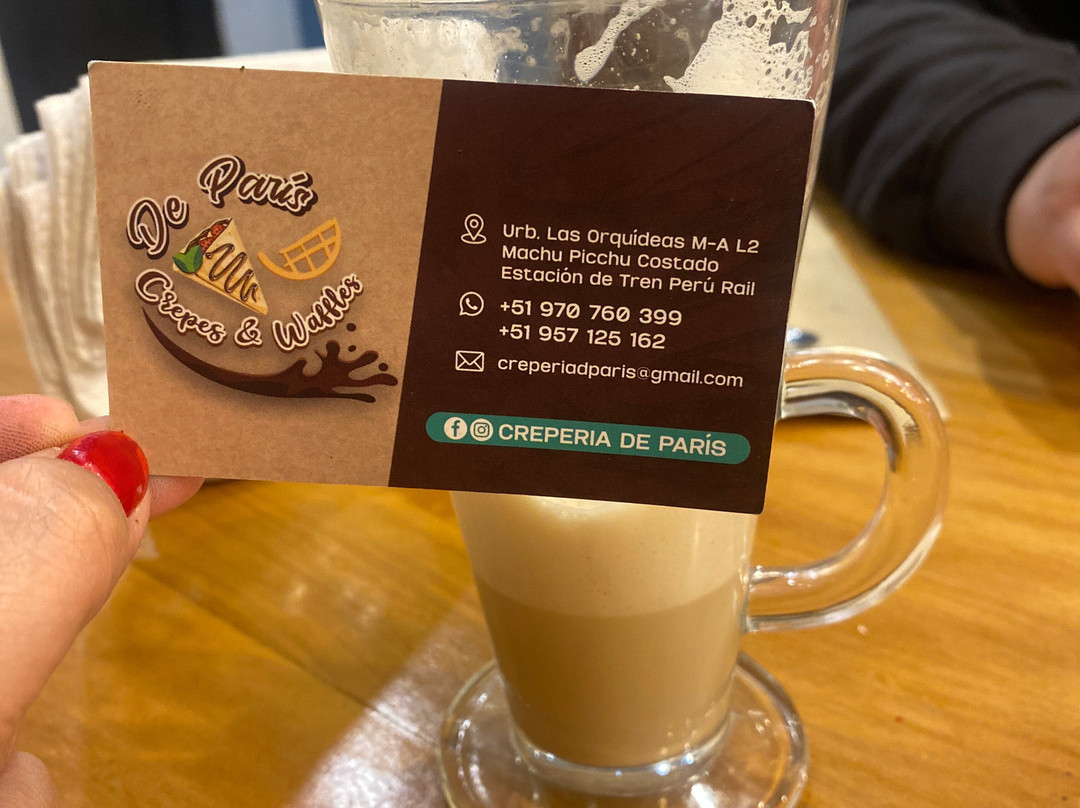 De París
Crepes & Waffles
Urb. Las Orquídeas M-A L2
Machu Picchu Costado
Estación de Tren Perú Rail
+51 970 760 399
+51 957 125 162
creperiadparis@gmail.com
CREPERIA DE PARÍS